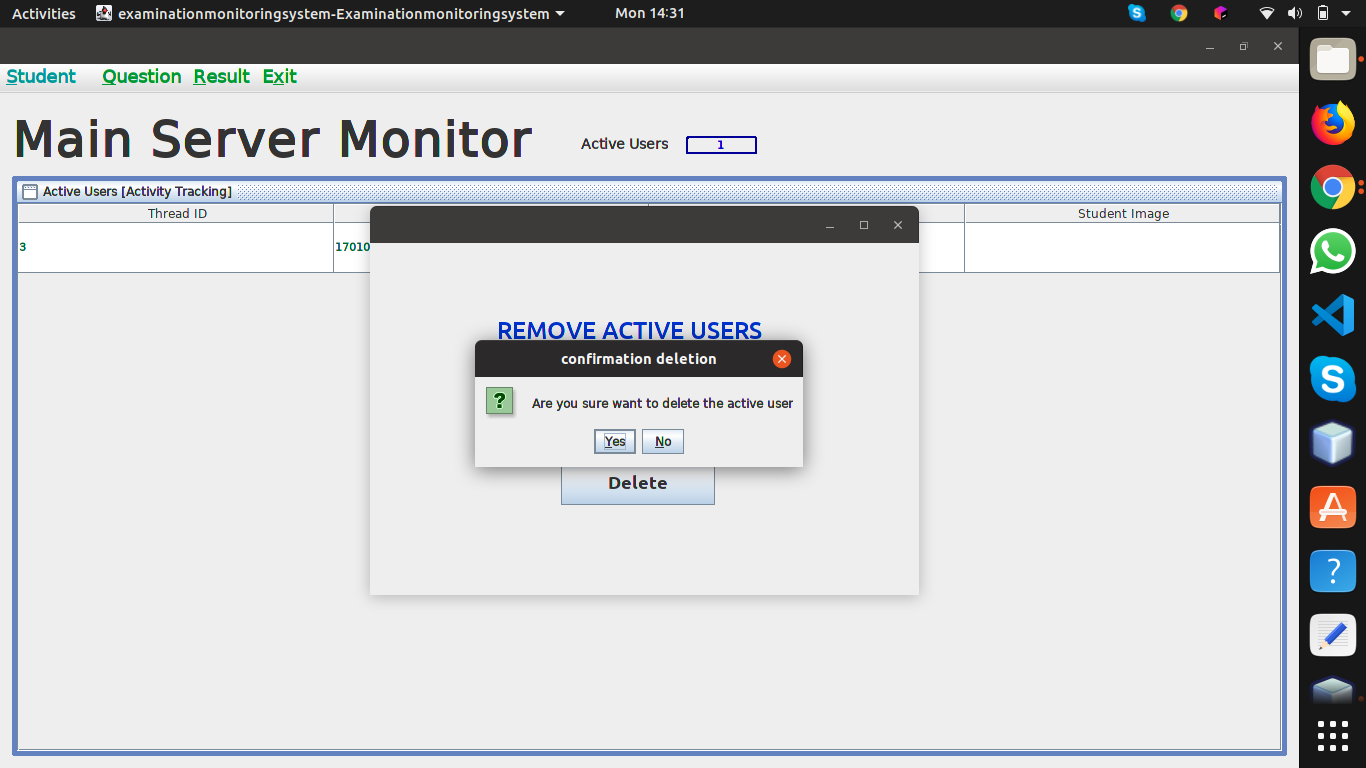 Activities examinationmonitoringsystem-Examinationmonitoringsystem Mon 14:31
Student Question Result Exit
Main Server Monitor Active Users 1
Active Users [Activity Tracking]
Thread ID Student Image
3 17010
REMOVE ACTIVE USERS
confirmation deletion
? Are you sure want to delete the active user
Yes No
Delete